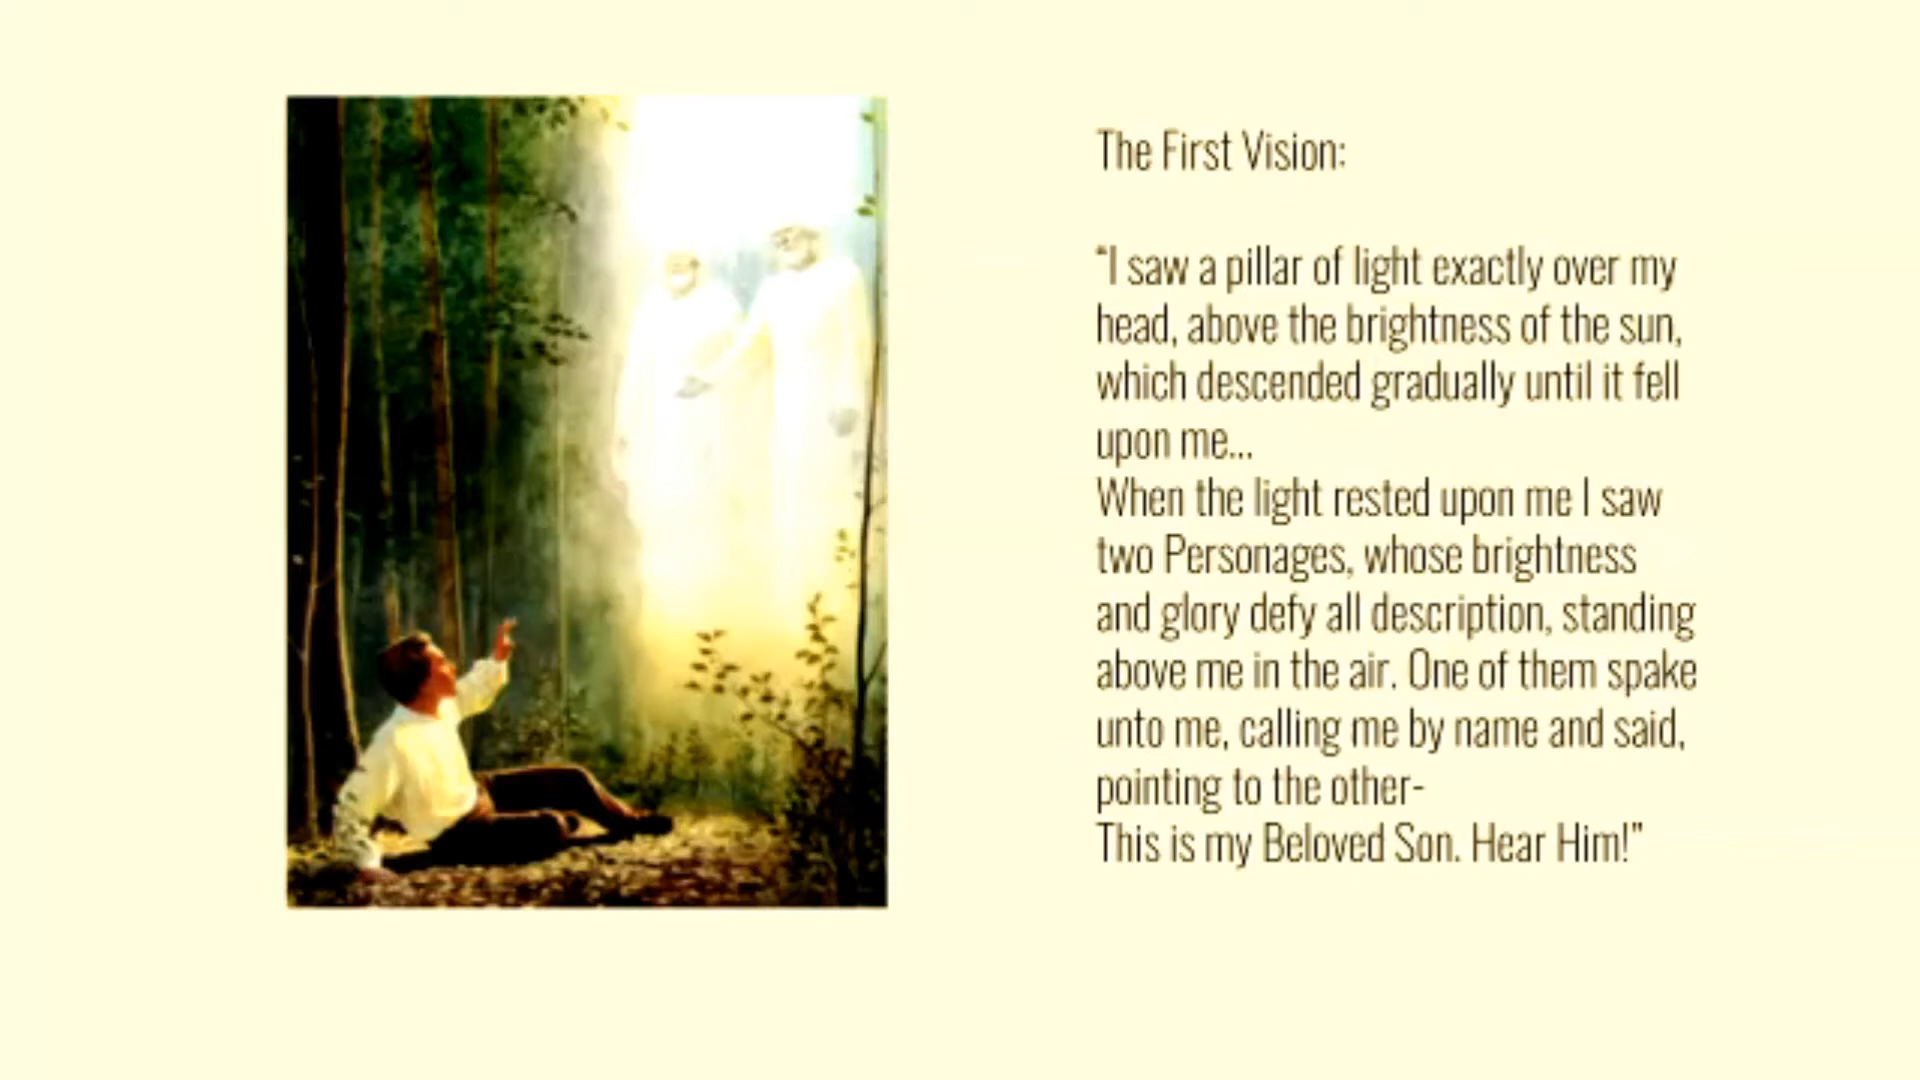 The First Vision:
“I saw a pillar of light exactly over my
head, above the brightness of the sun,
which descended gradually until it fell
upon me...
When the light rested upon me I saw
two Personages, whose brightness
and glory defy all description, standing
above me in the air. One of them spake
unto me, calling me by name and said,
pointing to the other-
This is my Beloved Son. Hear Him!”